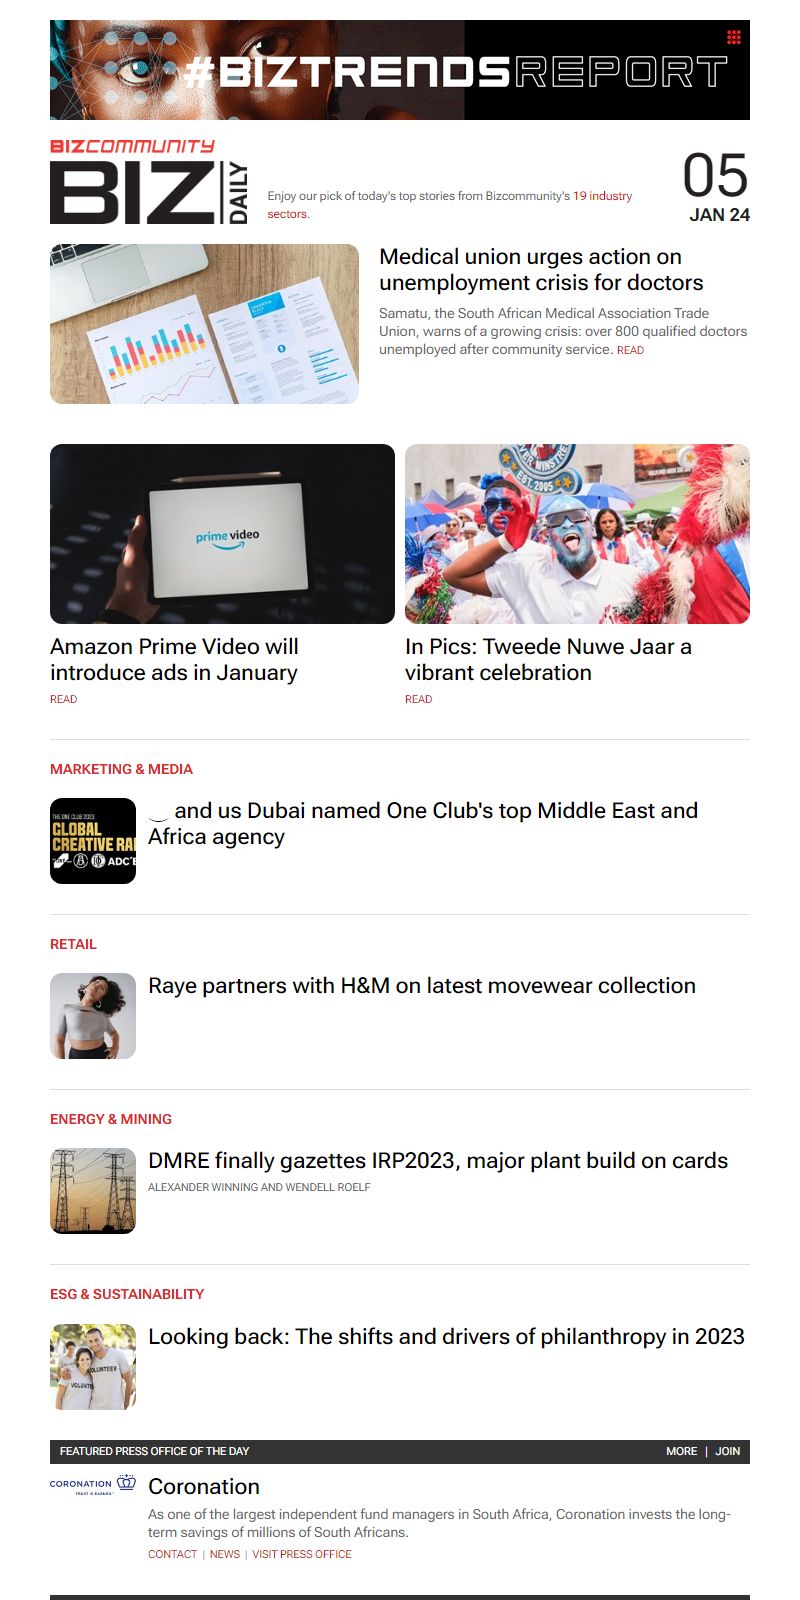 #BIZTRENDSREPORT
BIZCOMMUNITY
BIZ DAILY
Enjoy our pick of today's top stories from Bizcommunity's 19 industry
sectors.
05
JAN 24
Medical union urges action on
unemployment crisis for doctors
Samatu, the South African Medical Association Trade
Union, warns of a growing crisis: over 800 qualified doctors
unemployed after community service. READ
prime video
EST. 2005
Amazon Prime Video will
introduce ads in January
READ
In Pics: Tweede Nuwe Jaar a
vibrant celebration
READ
MARKETING & MEDIA
THE ONE CLUB 2023
GLOBAL
CREATIVE RA
ADC
‿ and us Dubai named One Club's top Middle East and
Africa agency
RETAIL
Raye partners with H&M on latest movewear collection
ENERGY & MINING
DMRE finally gazettes IRP2023, major plant build on cards
ALEXANDER WINNING AND WENDELL ROELF
ESG & SUSTAINABILITY
VOLUNTEER
VOLUNTE
Looking back: The shifts and drivers of philanthropy in 2023
FEATURED PRESS OFFICE OF THE DAY
MORE | JOIN
CORONATION
TRUST IS EARNED™
Coronation
As one of the largest independent fund managers in South Africa, Coronation invests the long-
term savings of millions of South Africans.
CONTACT | NEWS | VISIT PRESS OFFICE